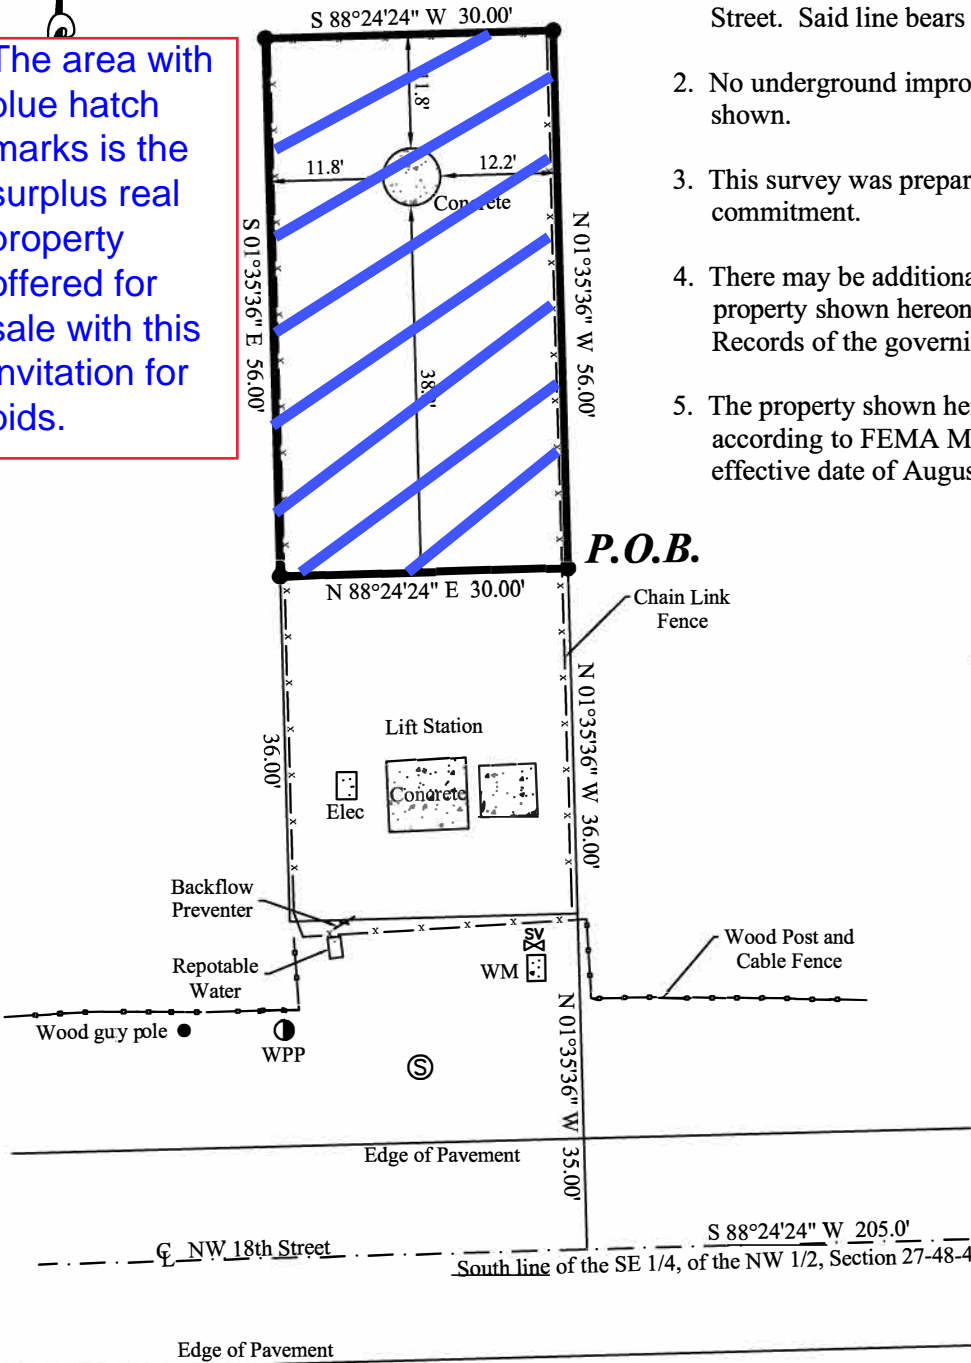 S 88°24'24" W 30.00'
The area with
blue hatch
marks is the
surplus real
property
offered for
sale with this
invitation for
bids.
Street. Said line bears
2. No underground impro
shown.
3. This survey was prepar
commitment.
4. There may be additiona
property shown hereon
Records of the governi
5. The property shown he
according to FEMA M
effective date of Augus
11.8'
11.8'
12.2'
Concrete
S 01°35'36" E 56.00'
N 01°35'36" W 56.00'
P.O.B.
N 88°24'24" E 30.00'
Chain Link
Fence
N 01°35'36" W 36.00'
36.00'
Lift Station
Elec
Concrete
Backflow
Preventer
SV
WM
Repotable
Water
Wood Post and
Cable Fence
Wood guy pole
WPP
S
N 01°35'36" W 35.00'
Edge of Pavement
S 88°24'24" W 205.0'
CL NW 18th Street
South line of the SE 1/4, of the NW 1/2, Section 27-48-4
Edge of Pavement